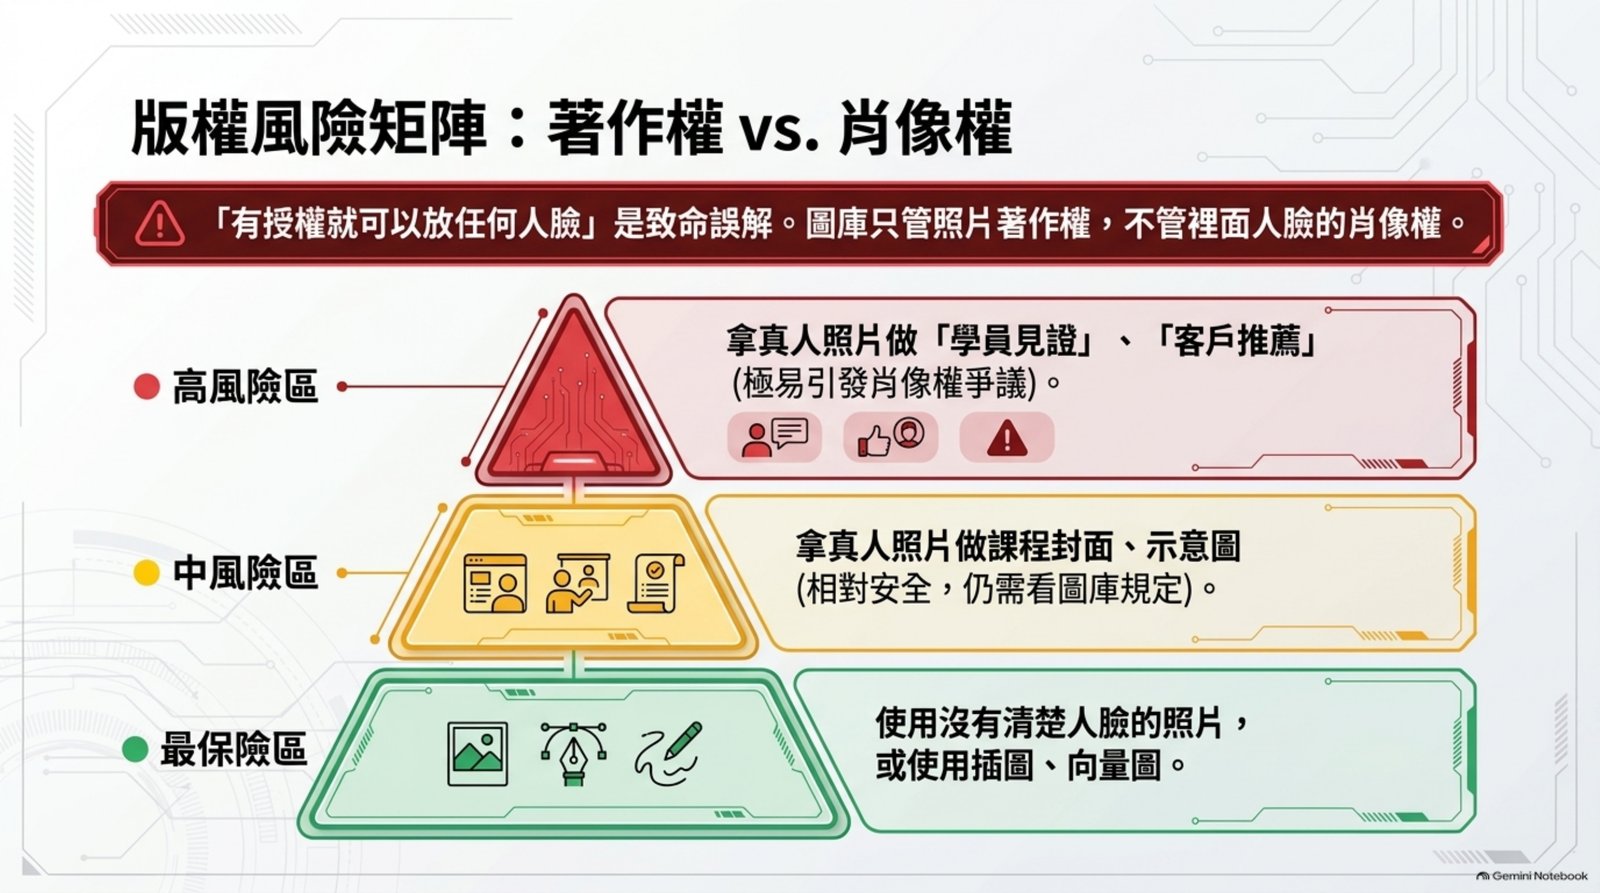 版權風險矩陣：著作權 vs. 肖像權
「有授權就可以放任何人臉」是致命誤解。圖庫只管照片著作權，不管裡面人臉的肖像權。
高風險區
拿真人照片做「學員見證」、「客戶推薦」
(極易引發肖像權爭議)。
中風險區
拿真人照片做課程封面、示意圖
(相對安全，仍需看圖庫規定)。
最保險區
使用沒有清楚人臉的照片，
或使用插圖、向量圖。
Gemini Notebook